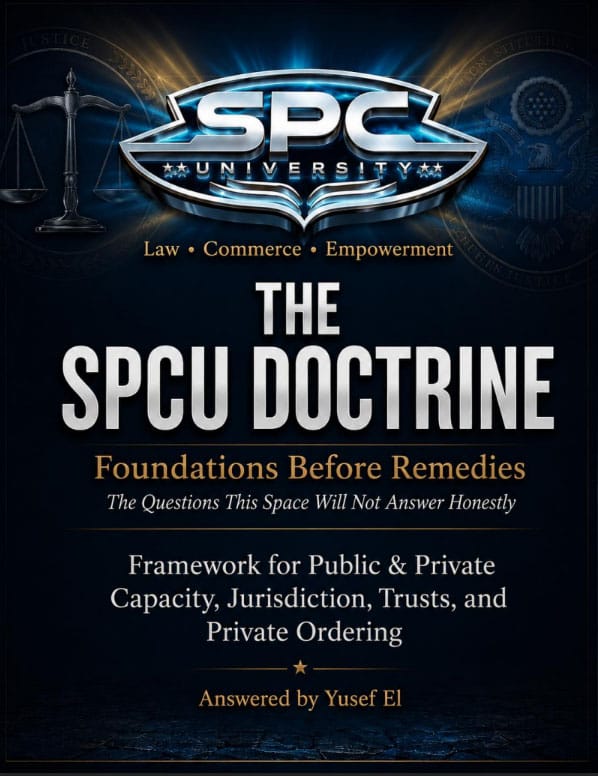 SPC
★★ UNIVERSITY ★★
Law • Commerce • Empowerment
THE
SPCU DOCTRINE
Foundations Before Remedies
The Questions This Space Will Not Answer Honestly
Framework for Public & Private
Capacity, Jurisdiction, Trusts, and
Private Ordering
Answered by Yusef El